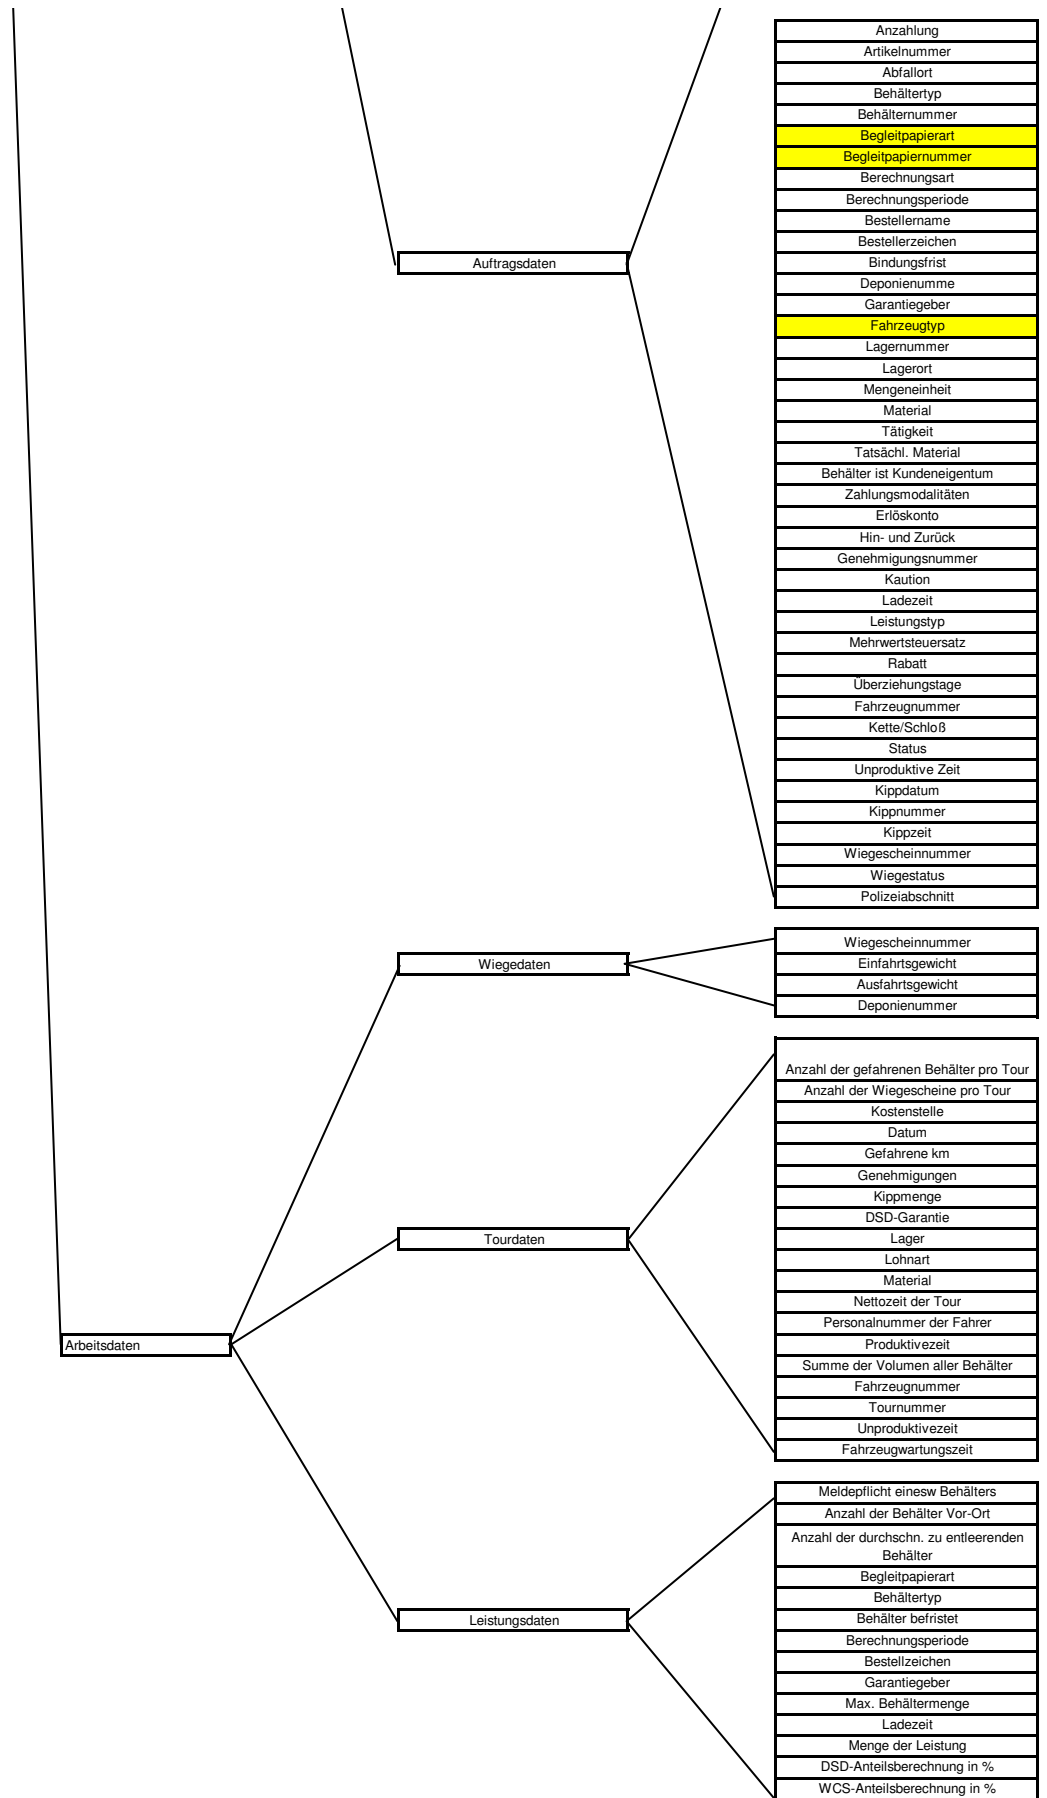 Anzahlung
Artikelnummer
Abfallort
Behältertyp
Behälternummer
Begleitpapierart
Begleitpapiernummer
Berechnungsart
Berechnungsperiode
Bestellername
Bestellerzeichen
Bindungsfrist
Deponienumme
Garantiegeber
Fahrzeugtyp
Lagernummer
Lagerort
Mengeneinheit
Material
Tätigkeit
Tatsächl. Material
Behälter ist Kundeneigentum
Zahlungsmodalitäten
Erlöskonto
Hin- und Zurück
Genehmigungsnummer
Kaution
Ladezeit
Leistungstyp
Mehrwertsteuersatz
Rabatt
Überziehungstage
Fahrzeugnummer
Kette/Schloß
Status
Unproduktive Zeit
Kippdatum
Kippnummer
Kippzeit
Wiegescheinnummer
Wiegestatus
Polizeiabschnitt
Auftragsdaten
Wiegedaten
Wiegescheinnummer
Einfahrtsgewicht
Ausfahrtsgewicht
Deponienummer
Tourdaten
Anzahl der gefahrenen Behälter pro Tour
Anzahl der Wiegescheine pro Tour
Kostenstelle
Datum
Gefahrene km
Genehmigungen
Kippmenge
DSD-Garantie
Lager
Lohnart
Material
Nettozeit der Tour
Personalnummer der Fahrer
Produktivezeit
Summe der Volumen aller Behälter
Fahrzeugnummer
Tournummer
Unproduktivezeit
Fahrzeugwartungszeit
Arbeitsdaten
Leistungsdaten
Meldepflicht einesw Behälters
Anzahl der Behälter Vor-Ort
Anzahl der durchschn. zu entleerenden
Behälter
Begleitpapierart
Behältertyp
Behälter befristet
Berechnungsperiode
Bestellzeichen
Garantiegeber
Max. Behältermenge
Ladezeit
Menge der Leistung
DSD-Anteilsberechnung in %
WCS-Anteilsberechnung in %